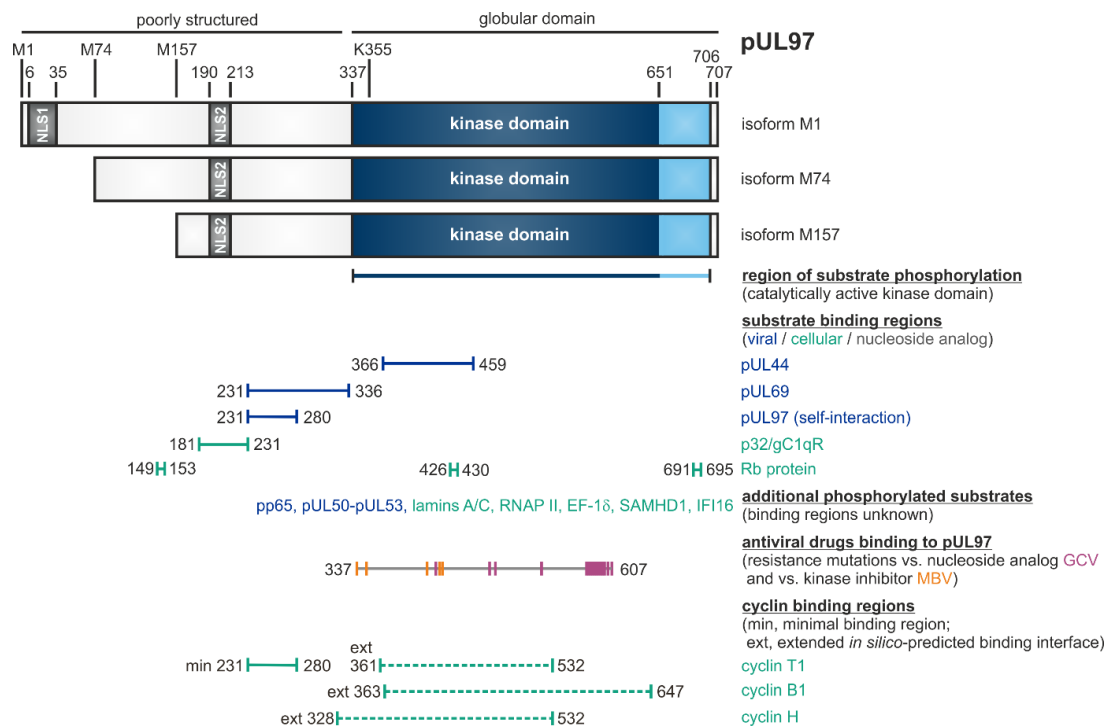 poorly structured
globular domain
pUL97
M1
M74
M157
K355
706
6
35
190
213
337
651
707
NLS1
NLS2
kinase domain
isoform M1
NLS2
kinase domain
isoform M74
NLS2
kinase domain
isoform M157
region of substrate phosphorylation
(catalytically active kinase domain)
substrate binding regions
(viral / cellular / nucleoside analog)
366
459
pUL44
231
336
pUL69
231
280
pUL97 (self-interaction)
181
231
p32/gC1qR
149
153
426
430
691
695
Rb protein
pp65, pUL50-pUL53, lamins A/C, RNAP II, EF-1δ, SAMHD1, IFI16
additional phosphorylated substrates
(binding regions unknown)
antiviral drugs binding to pUL97
(resistance mutations vs. nucleoside analog GCV
and vs. kinase inhibitor MBV)
337
607
cyclin binding regions
(min, minimal binding region;
ext, extended in silico-predicted binding interface)
min 231
280
ext
361
532
cyclin T1
ext 363
647
cyclin B1
ext 328
532
cyclin H